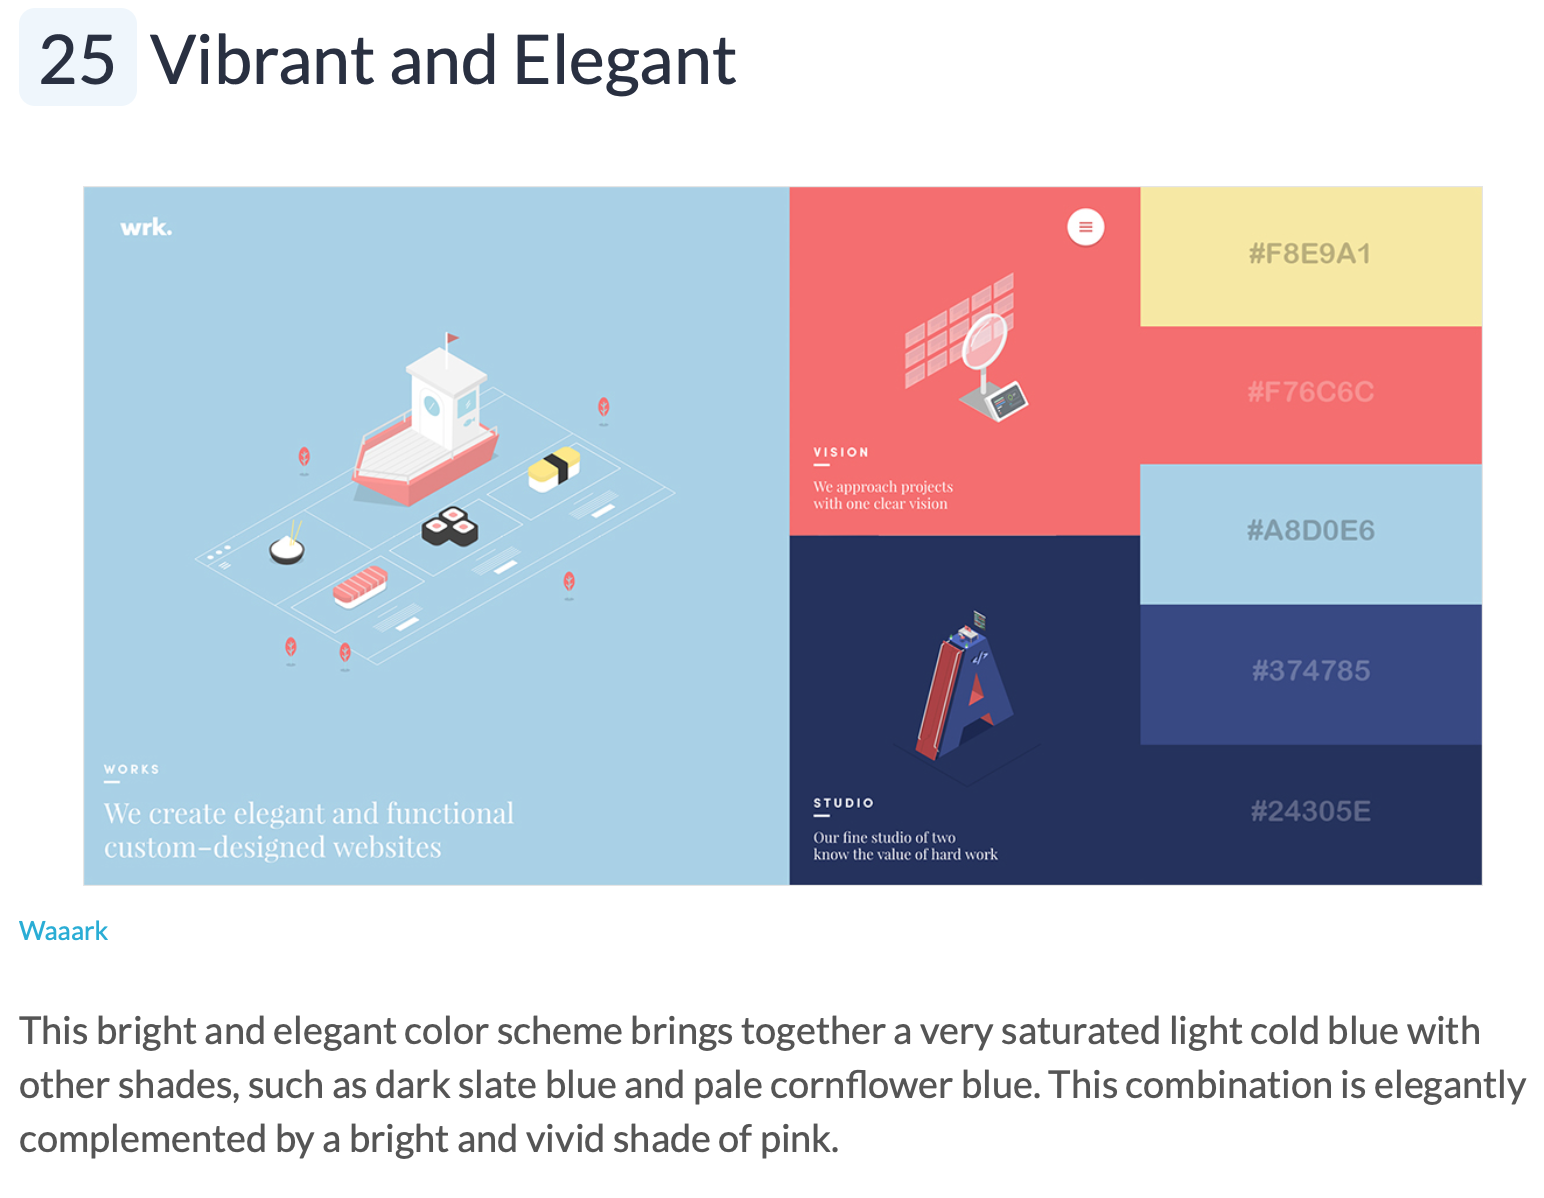 25 Vibrant and Elegant
wrk.
WORKS
We create elegant and functional
custom-designed websites
VISION
We approach projects
with one clear vision
STUDIO
Our fine studio of two
know the value of hard work
#F8E9A1
#F76C6C
#A8D0E6
#374785
#24305E
Waaark
This bright and elegant color scheme brings together a very saturated light cold blue with
other shades, such as dark slate blue and pale cornflower blue. This combination is elegantly
complemented by a bright and vivid shade of pink.